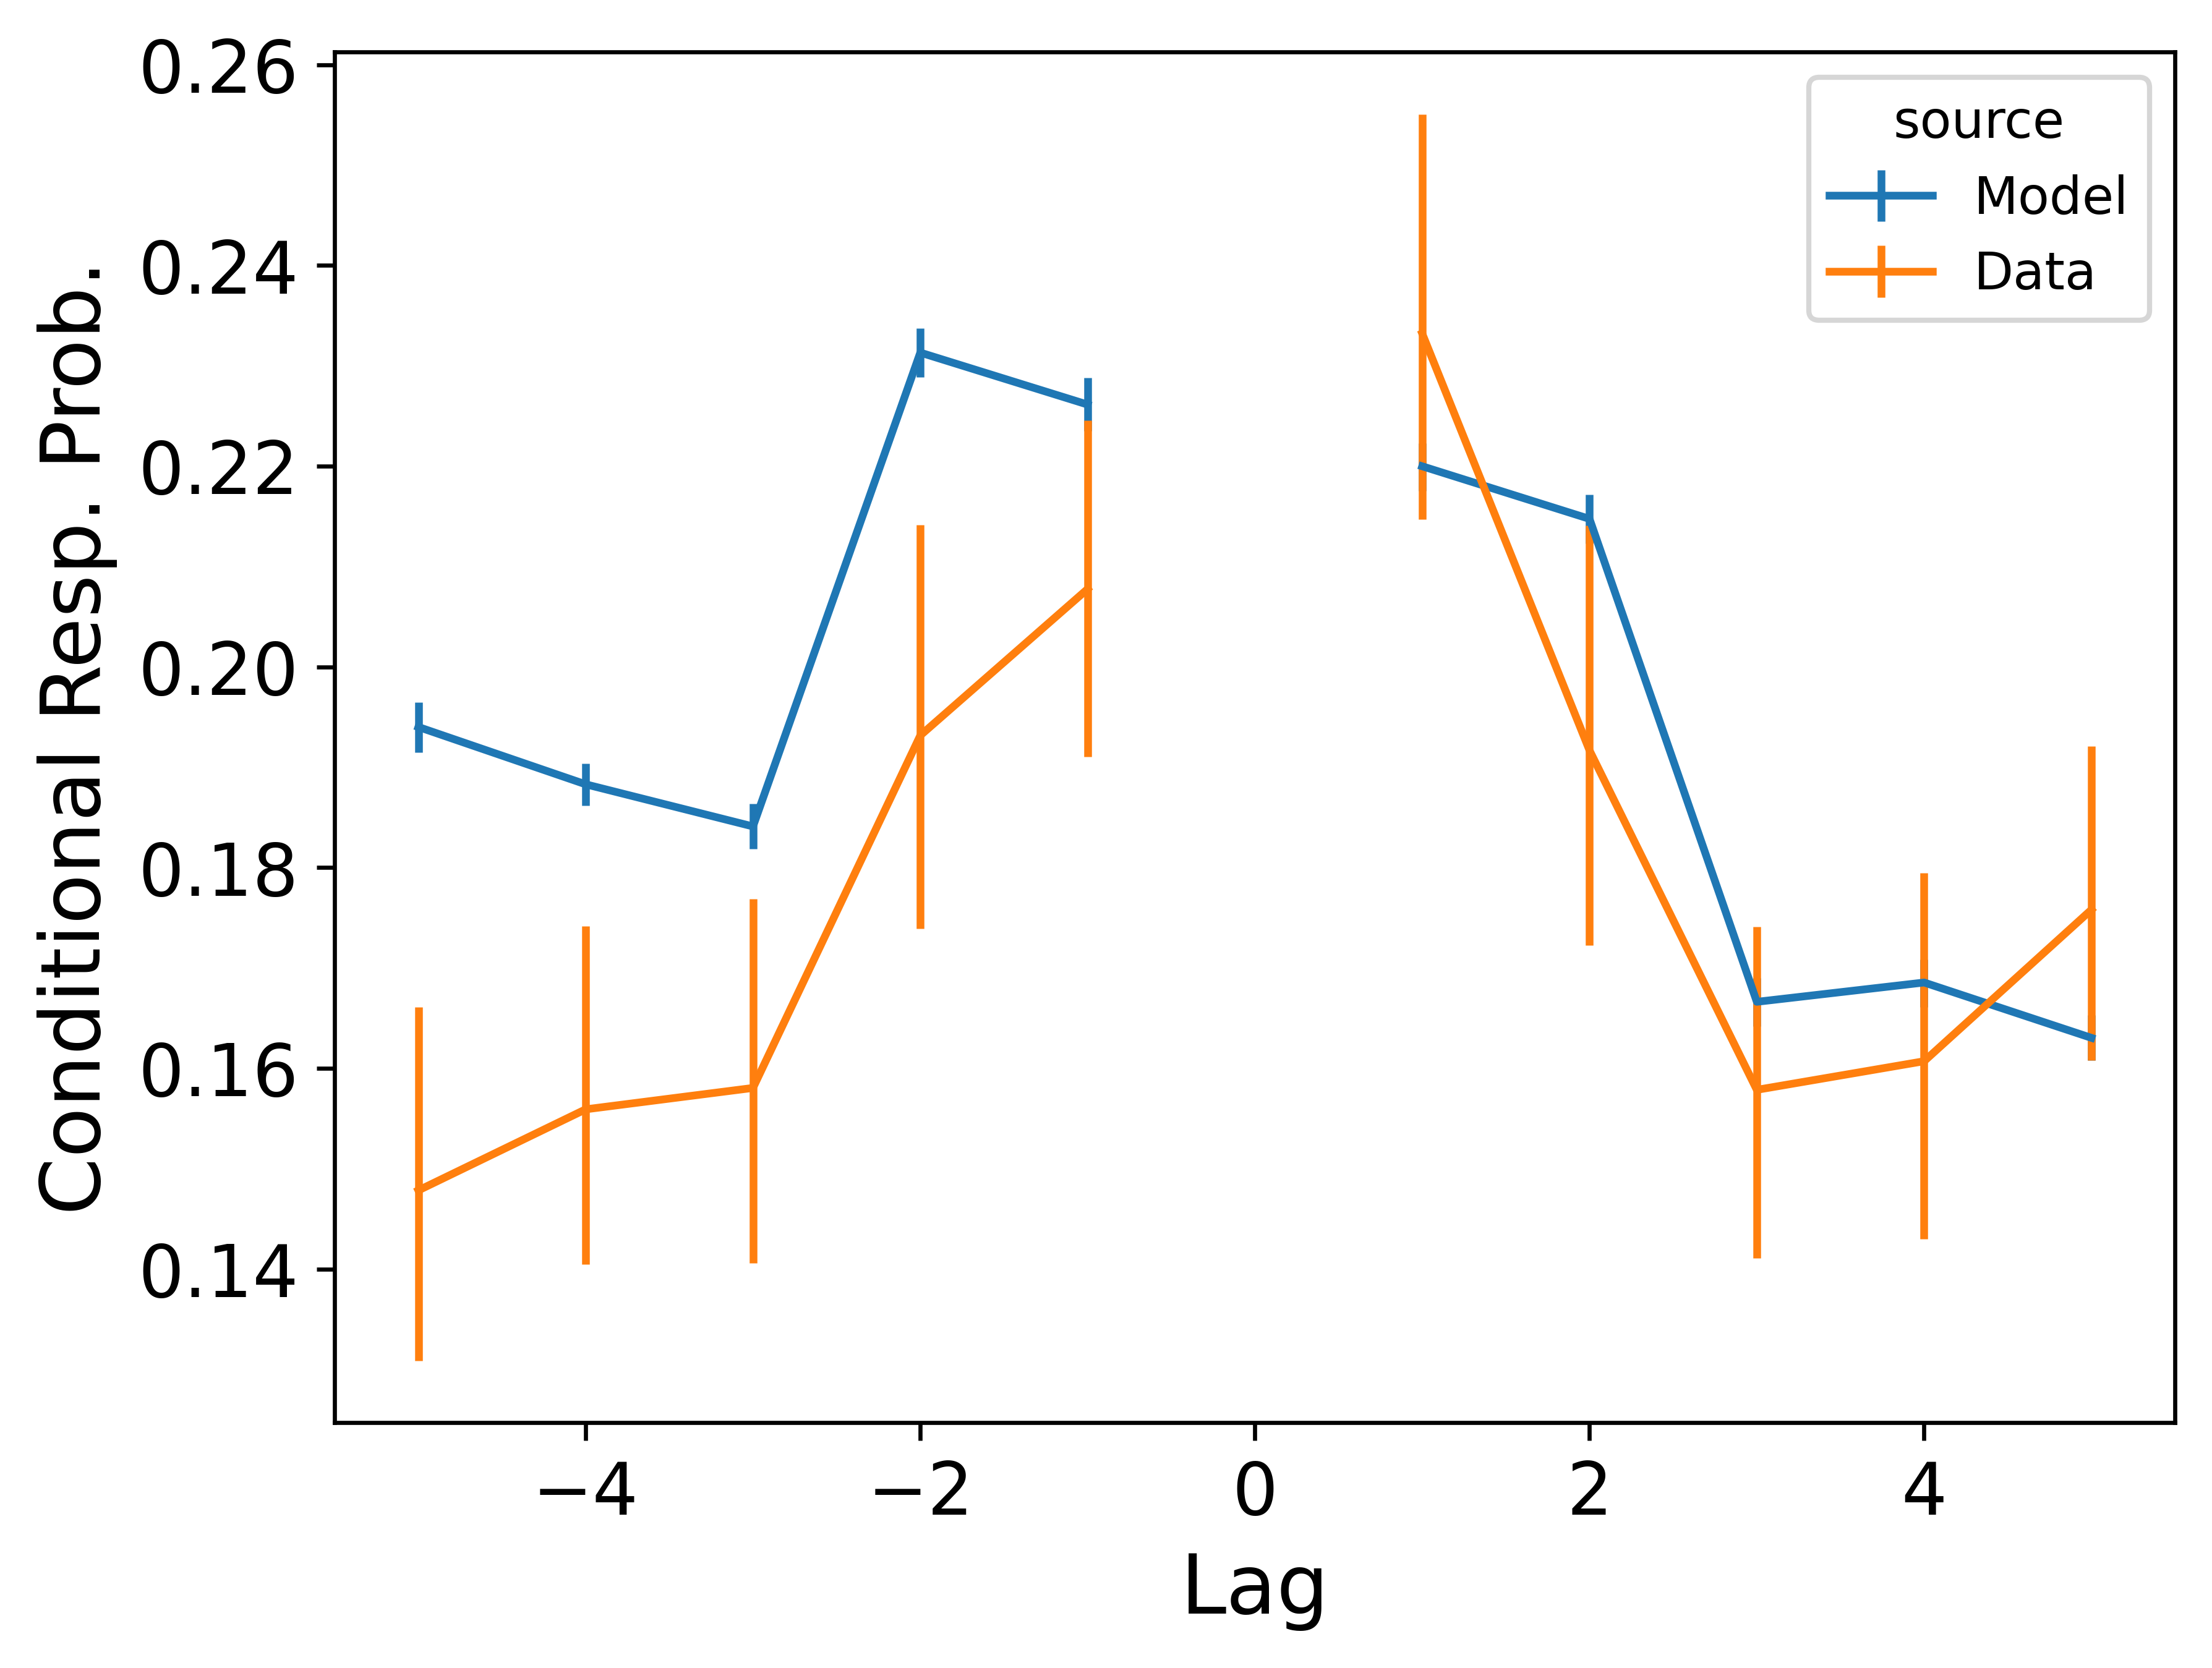 0.26
0.24
0.22
0.20
0.18
0.16
0.14
Conditional Resp. Prob.
source
Model
Data
−4
−2
0
2
4
Lag